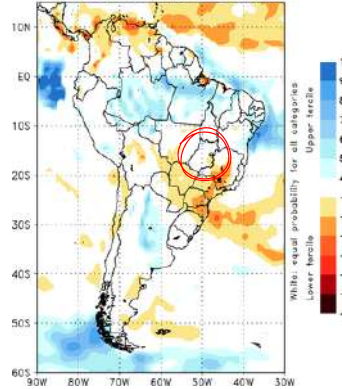 10N
EQ
10S
20S
30S
40S
50S
60S
90W 80W 70W 60W 50W 40W 30W
White: equal probability for all categories
Lower tercile Upper tercile